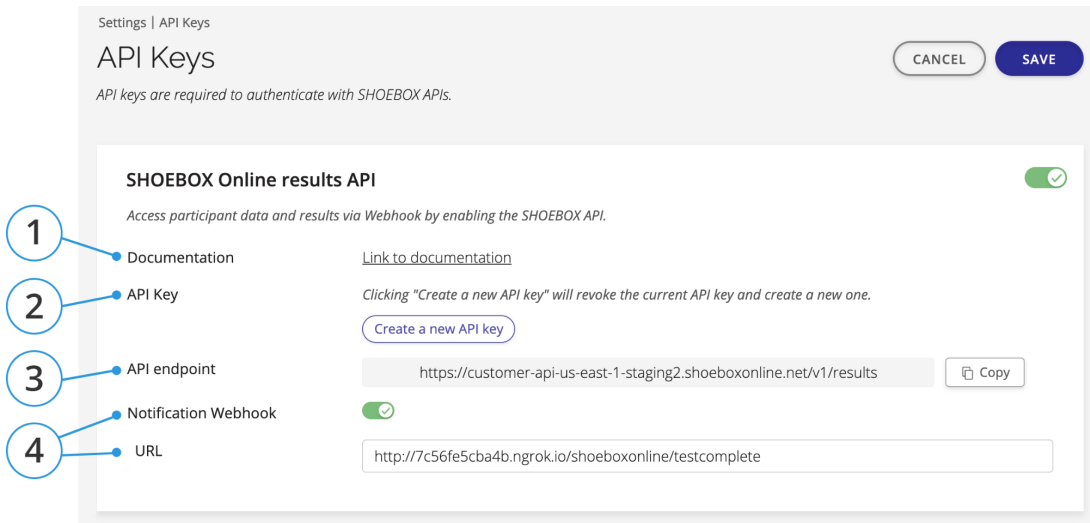 Settings | API Keys
API Keys
CANCEL
SAVE
API keys are required to authenticate with SHOEBOX APIs.
SHOEBOX Online results API
Access participant data and results via Webhook by enabling the SHOEBOX API.
1
Documentation
Link to documentation
2
API Key
Clicking "Create a new API key" will revoke the current API key and create a new one.
Create a new API key
3
API endpoint
https://customer-api-us-east-1-staging2.shoeboxonline.net/v1/results
Copy
4
Notification Webhook
URL
http://7c56fe5cba4b.ngrok.io/shoeboxonline/testcomplete